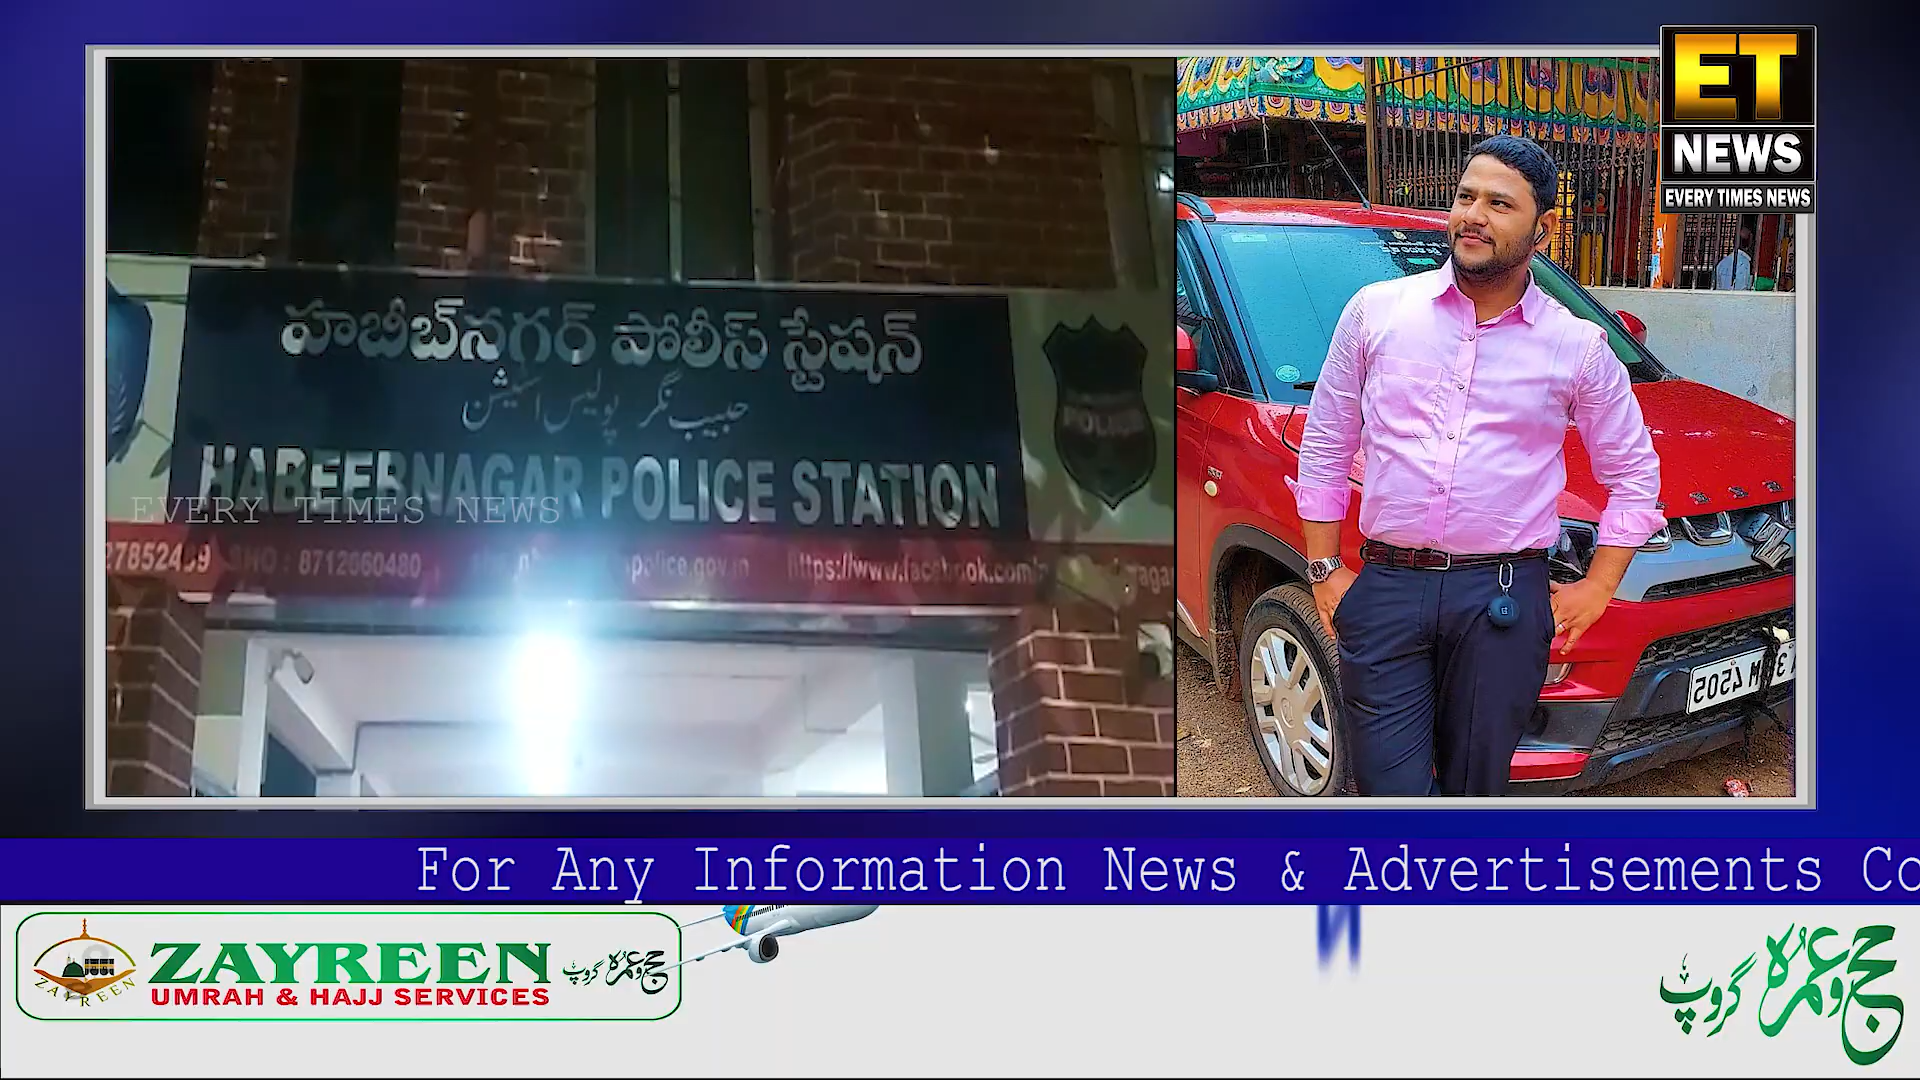 ET
NEWS
EVERY TIMES NEWS
హబీబ్‌నగర్ పోలీస్ స్టేషన్
حبیب نگر پولیس اسٹیشن
HABEEBNAGAR POLICE STATION
EVERY TIMES NEWS
POLICE
8712660480
police.gov.in
https://www.facebook.com/
M 4505
For Any Information News & Advertisements Co
ZAYREEN
حج و عمرہ گروپ
UMRAH & HAJJ SERVICES
ZAYREEN
حج و عمرہ گروپ